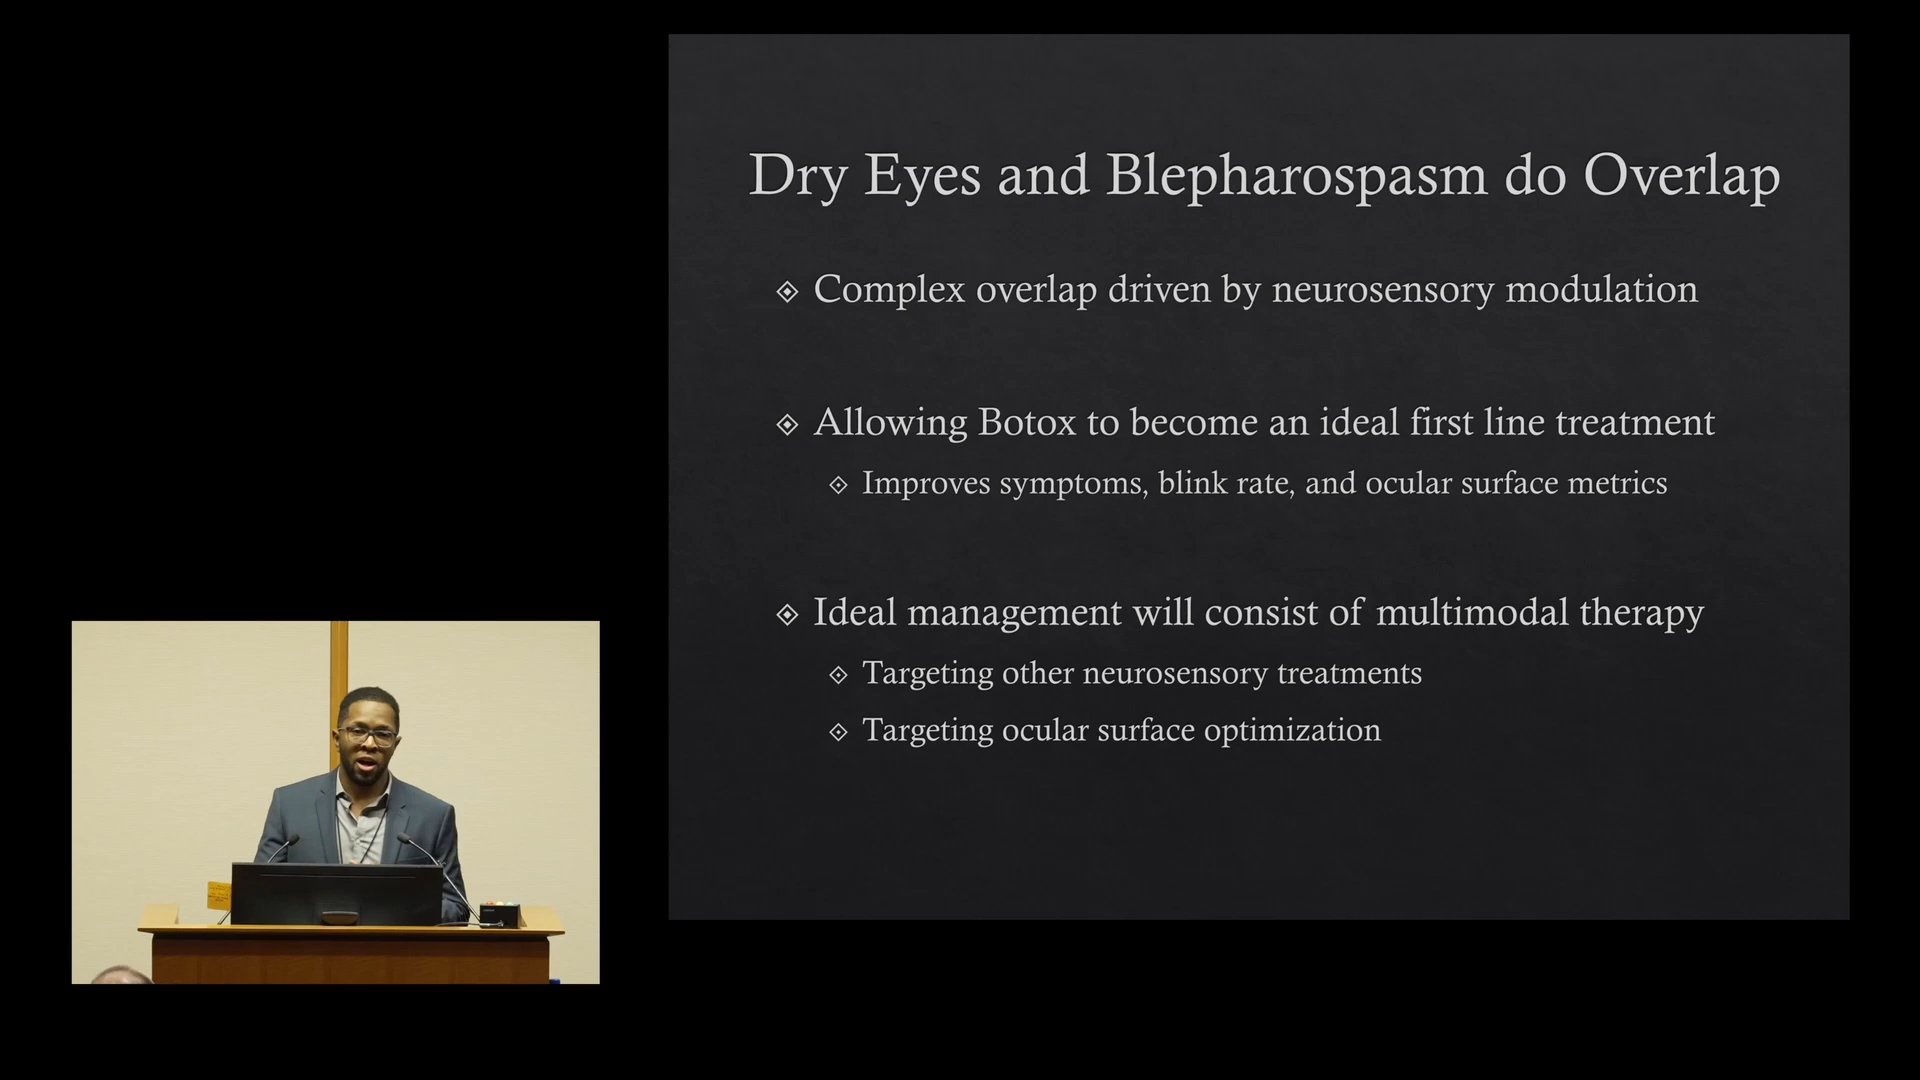 Dry Eyes and Blepharospasm do Overlap
Complex overlap driven by neurosensory modulation
Allowing Botox to become an ideal first line treatment
Improves symptoms, blink rate, and ocular surface metrics
Ideal management will consist of multimodal therapy
Targeting other neurosensory treatments
Targeting ocular surface optimization